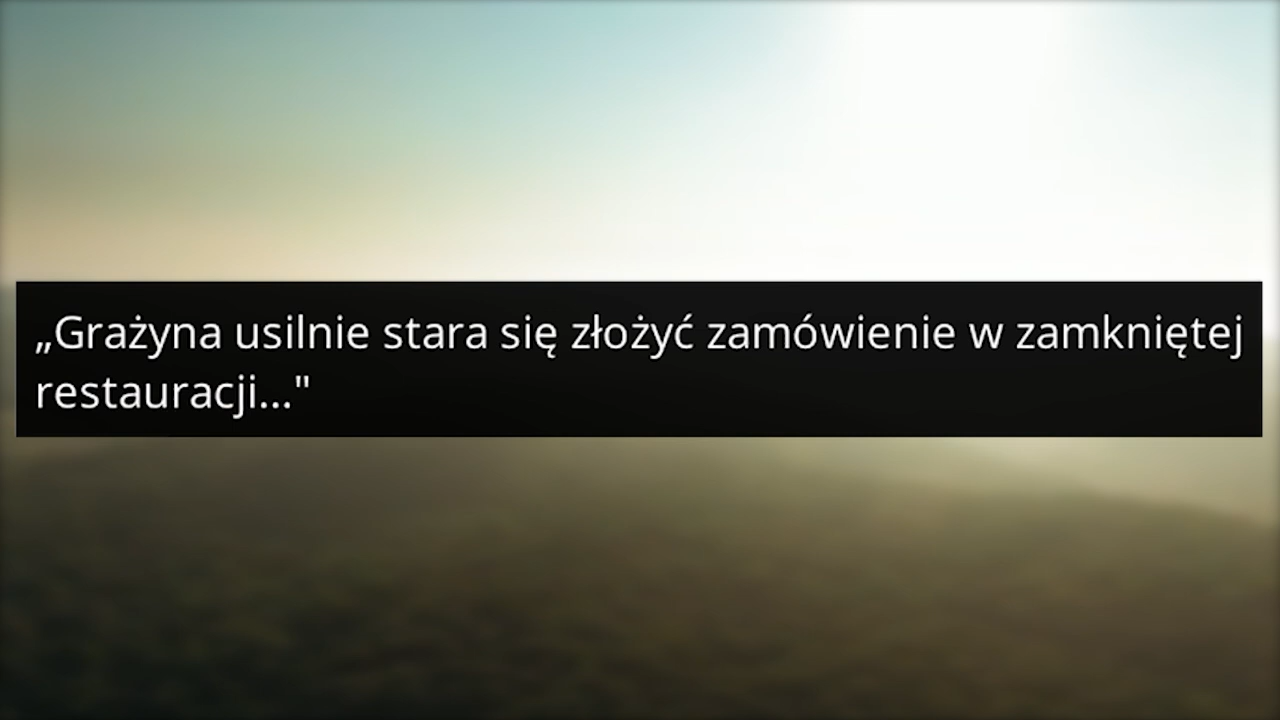 „Grażyna usilnie stara się złożyć zamówienie w zamkniętej
restauracji..."